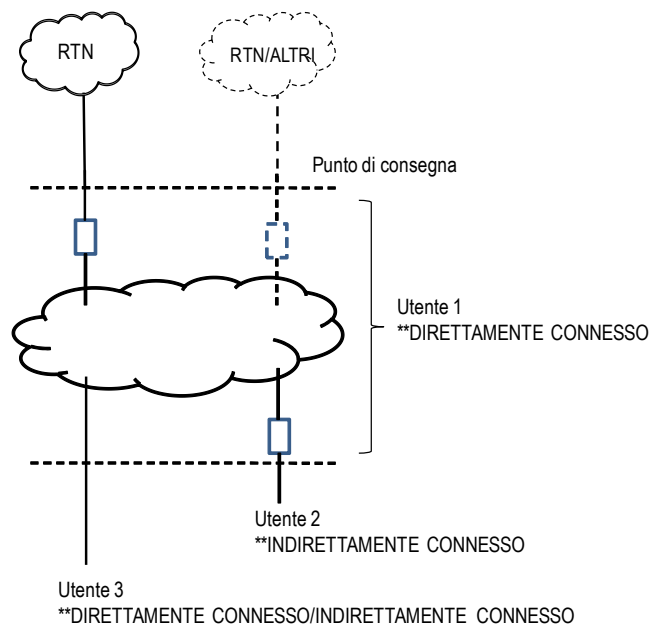 RTN
RTN/ALTRI
Punto di consegna
Utente 1
**DIRETTAMENTE CONNESSO
Utente 2
**INDIRETTAMENTE CONNESSO
Utente 3
**DIRETTAMENTE CONNESSO/INDIRETTAMENTE CONNESSO